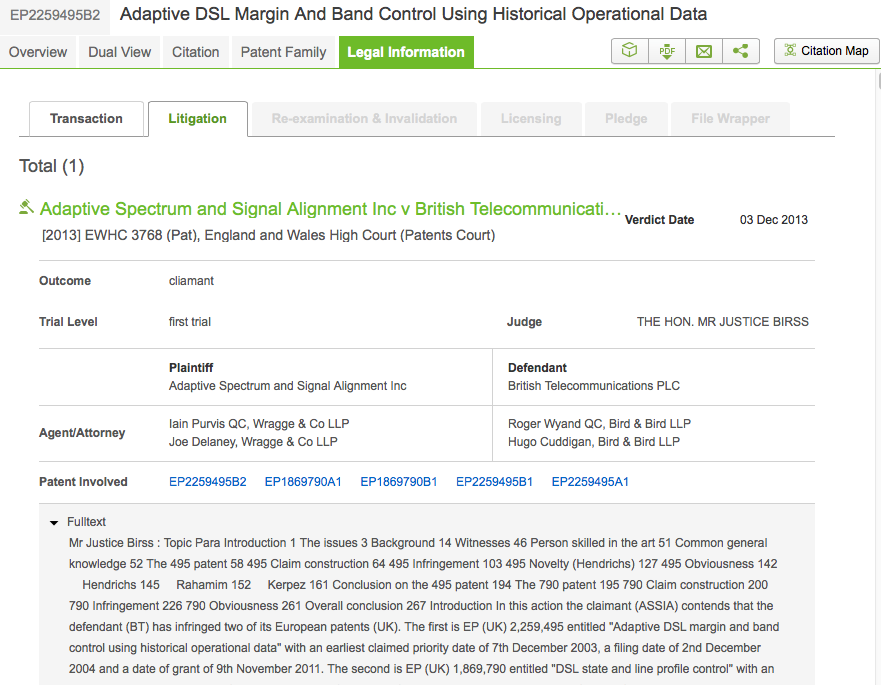 EP2259495B2 Adaptive DSL Margin And Band Control Using Historical Operational Data
Overview Dual View Citation Patent Family Legal Information PDF Citation Map
Transaction Litigation Re-examination & Invalidation Licensing Pledge File Wrapper
Total (1)
Adaptive Spectrum and Signal Alignment Inc v British Telecommunicati… Verdict Date 03 Dec 2013
[2013] EWHC 3768 (Pat), England and Wales High Court (Patents Court)
Outcome cliamant
Trial Level first trial Judge THE HON. MR JUSTICE BIRSS
Plaintiff Defendant
Adaptive Spectrum and Signal Alignment Inc British Telecommunications PLC
Agent/Attorney
Iain Purvis QC, Wragge & Co LLP Roger Wyand QC, Bird & Bird LLP
Joe Delaney, Wragge & Co LLP Hugo Cuddigan, Bird & Bird LLP
Patent Involved EP2259495B2 EP1869790A1 EP1869790B1 EP2259495B1 EP2259495A1
Fulltext
Mr Justice Birss : Topic Para Introduction 1 The issues 3 Background 14 Witnesses 46 Person skilled in the art 51 Common general
knowledge 52 The 495 patent 58 495 Claim construction 64 495 Infringement 103 495 Novelty (Hendrichs) 127 495 Obviousness 142
Hendrichs 145 Rahamim 152 Kerpez 161 Conclusion on the 495 patent 194 The 790 patent 195 790 Claim construction 200
790 Infringement 226 790 Obviousness 261 Overall conclusion 267 Introduction In this action the claimant (ASSIA) contends that the
defendant (BT) has infringed two of its European patents (UK). The first is EP (UK) 2,259,495 entitled "Adaptive DSL margin and band
control using historical operational data" with an earliest claimed priority date of 7th December 2003, a filing date of 2nd December
2004 and a date of grant of 9th November 2011. The second is EP (UK) 1,869,790 entitled "DSL state and line profile control" with an